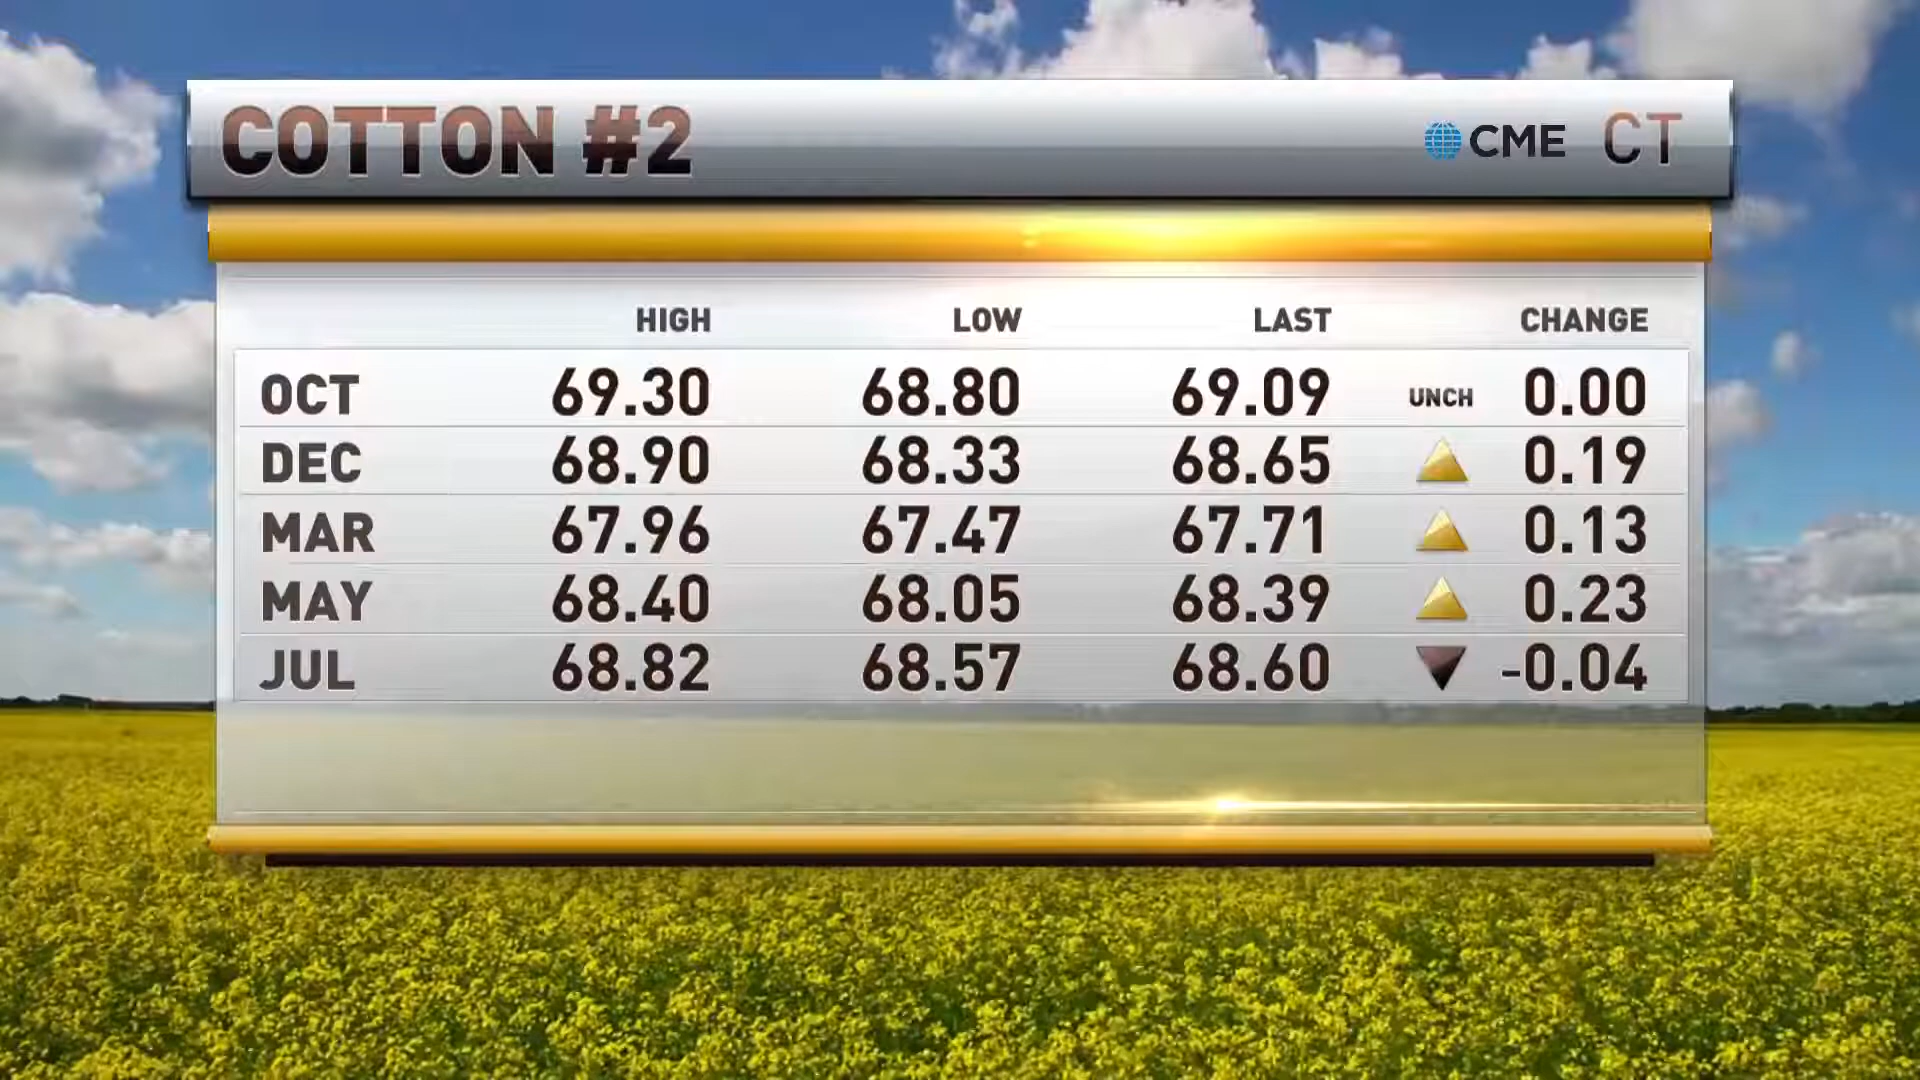 COTTON #2 CME CT
HIGH LOW LAST CHANGE
OCT 69.30 68.80 69.09 UNCH 0.00
DEC 68.90 68.33 68.65 0.19
MAR 67.96 67.47 67.71 0.13
MAY 68.40 68.05 68.39 0.23
JUL 68.82 68.57 68.60 -0.04